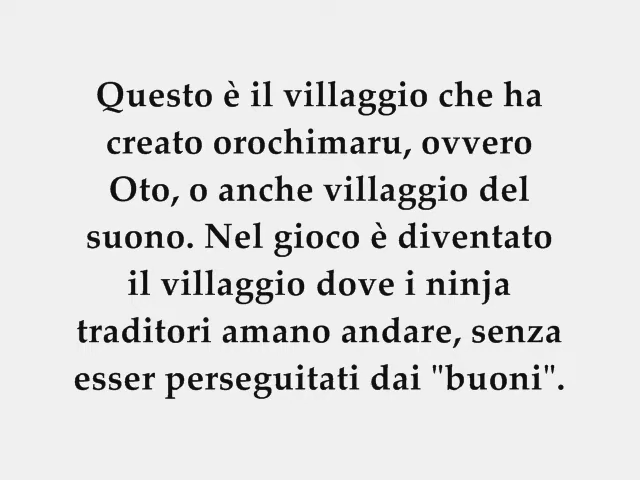 Questo è il villaggio che ha
creato orochimaru, ovvero
Oto, o anche villaggio del
suono. Nel gioco è diventato
il villaggio dove i ninja
traditori amano andare, senza
esser perseguitati dai "buoni".